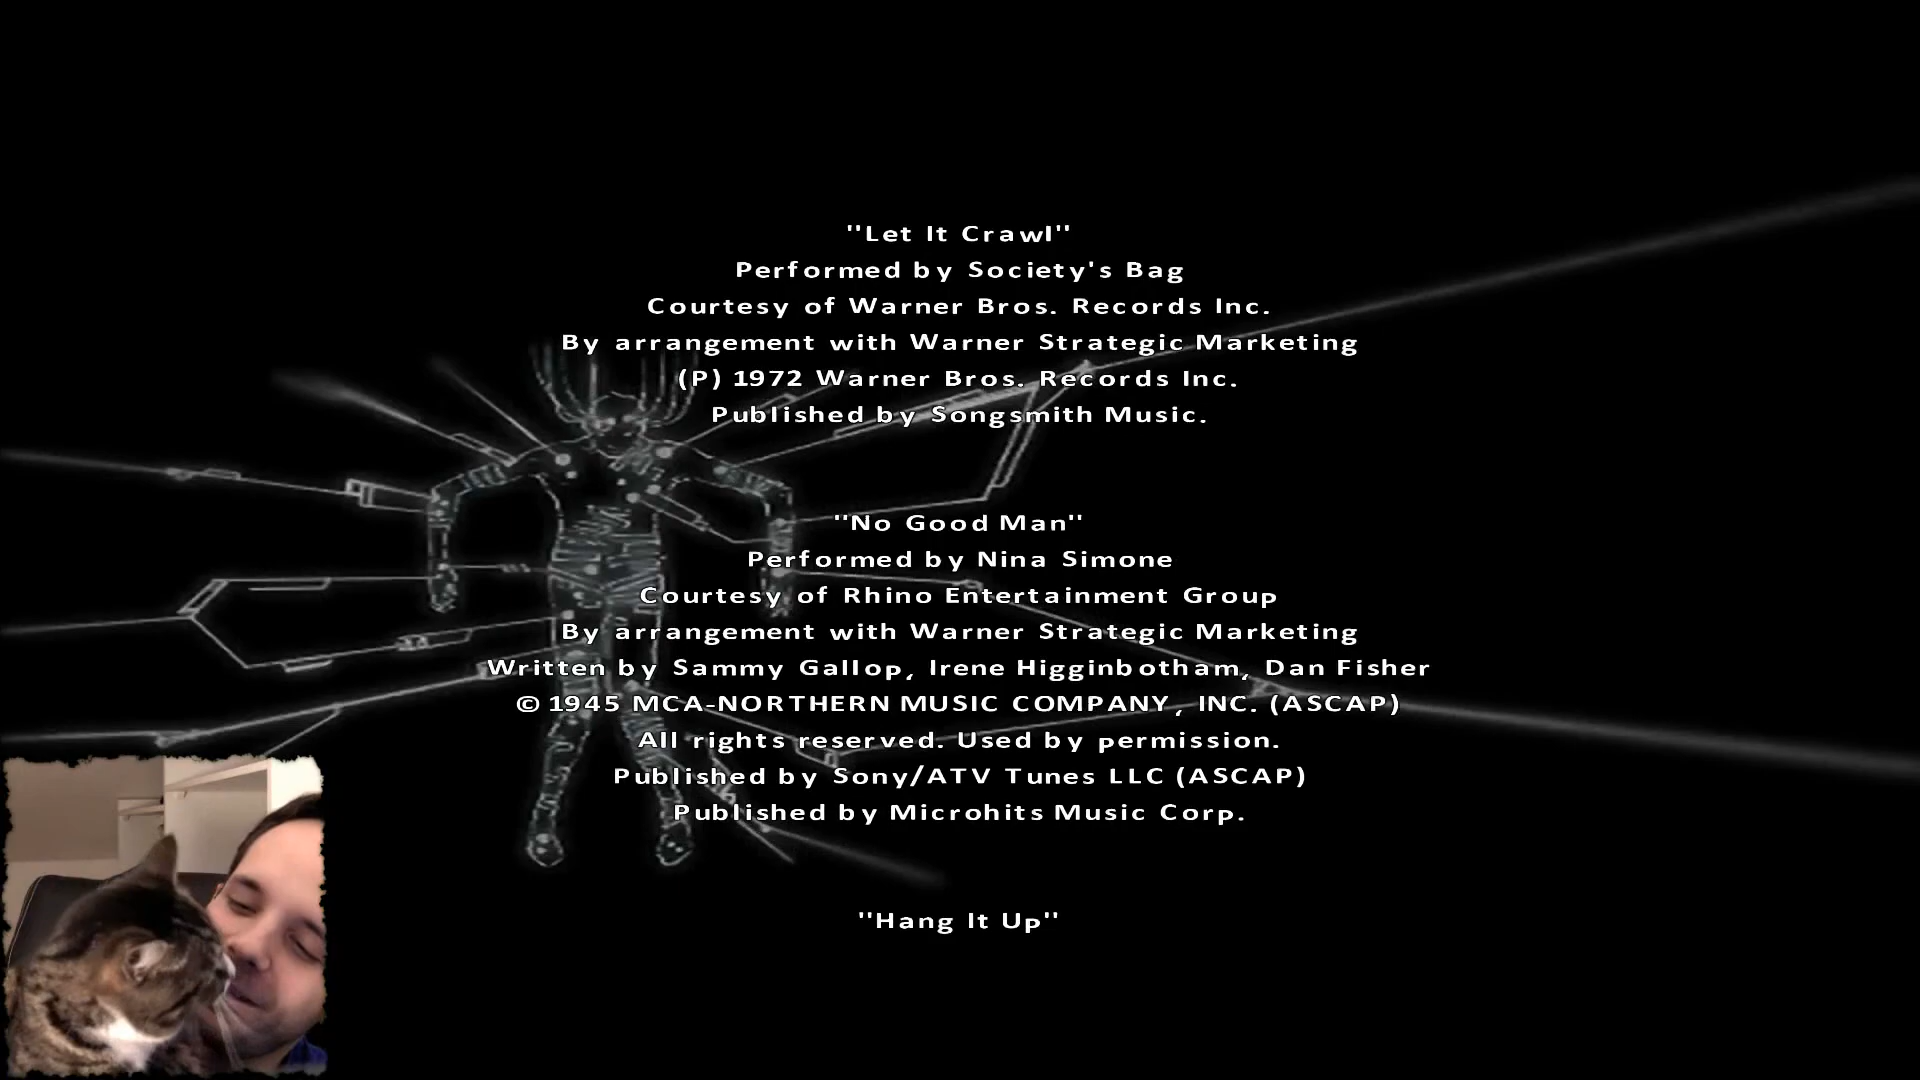 "Let It Crawl"
Performed by Society's Bag
Courtesy of Warner Bros. Records Inc.
By arrangement with Warner Strategic Marketing
(P) 1972 Warner Bros. Records Inc.
Published by Songsmith Music.
"No Good Man"
Performed by Nina Simone
Courtesy of Rhino Entertainment Group
By arrangement with Warner Strategic Marketing
Written by Sammy Gallop, Irene Higginbotham, Dan Fisher
© 1945 MCA-NORTHERN MUSIC COMPANY, INC. (ASCAP)
All rights reserved. Used by permission.
Published by Sony/ATV Tunes LLC (ASCAP)
Published by Microhits Music Corp.
"Hang It Up"